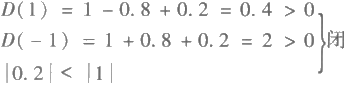 D(1) = 1 - 0.8 + 0.2 = 0.4 > 0
D(-1) = 1 + 0.8 + 0.2 = 2 > 0
|0.2| < |1|
闭